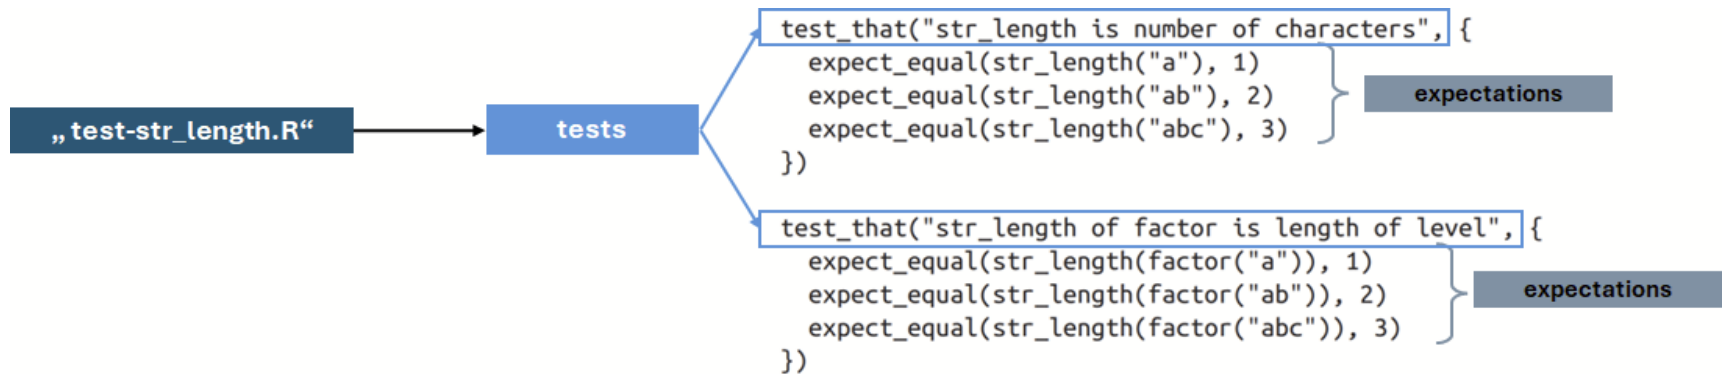 „test-str_length.R“
tests
test_that("str_length is number of characters", {
  expect_equal(str_length("a"), 1)
  expect_equal(str_length("ab"), 2)
  expect_equal(str_length("abc"), 3)
})
expectations
test_that("str_length of factor is length of level", {
  expect_equal(str_length(factor("a")), 1)
  expect_equal(str_length(factor("ab")), 2)
  expect_equal(str_length(factor("abc")), 3)
})
expectations